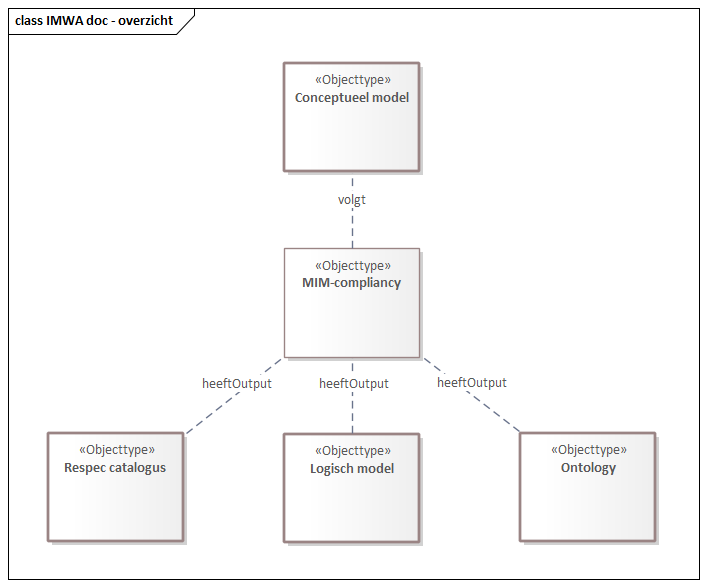 class IMWA doc - overzicht
«Objecttype»
Conceptueel model
volgt
«Objecttype»
MIM-compliancy
heeftOutput
heeftOutput
heeftOutput
«Objecttype»
Respec catalogus
«Objecttype»
Logisch model
«Objecttype»
Ontology